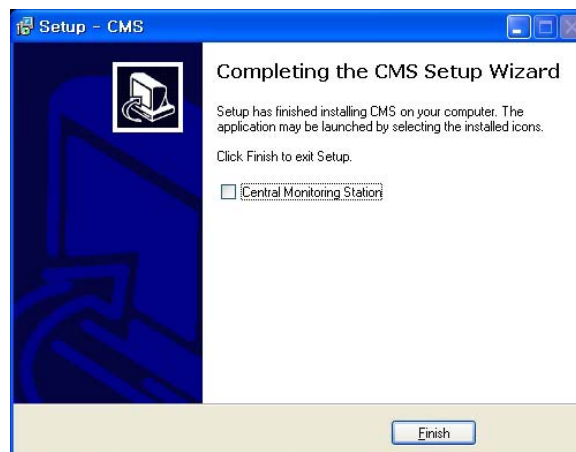 Setup - CMS
Completing the CMS Setup Wizard
Setup has finished installing CMS on your computer. The
application may be launched by selecting the installed icons.
Click Finish to exit Setup.
Central Monitoring Station
Finish